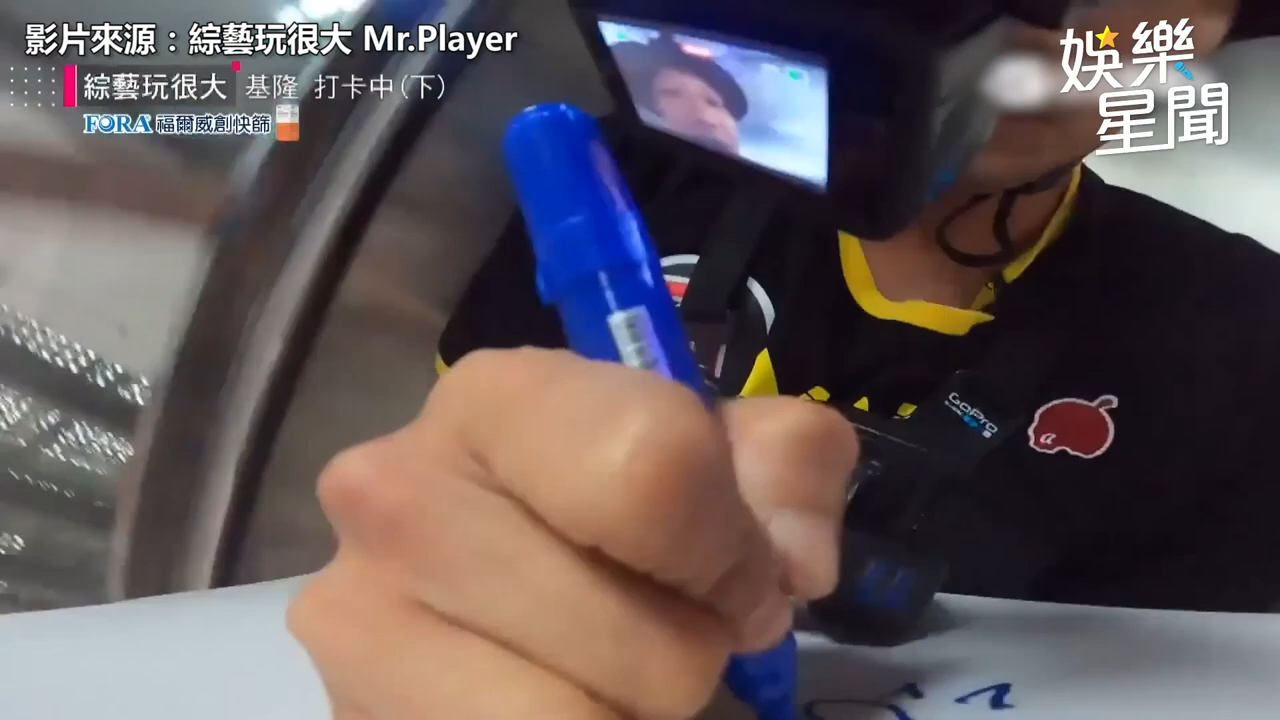 影片來源：綜藝玩很大 Mr.Player
綜藝玩很大 基隆 打卡中（下）
FORA 福爾威創快篩
娛樂
星聞
GoPro
a